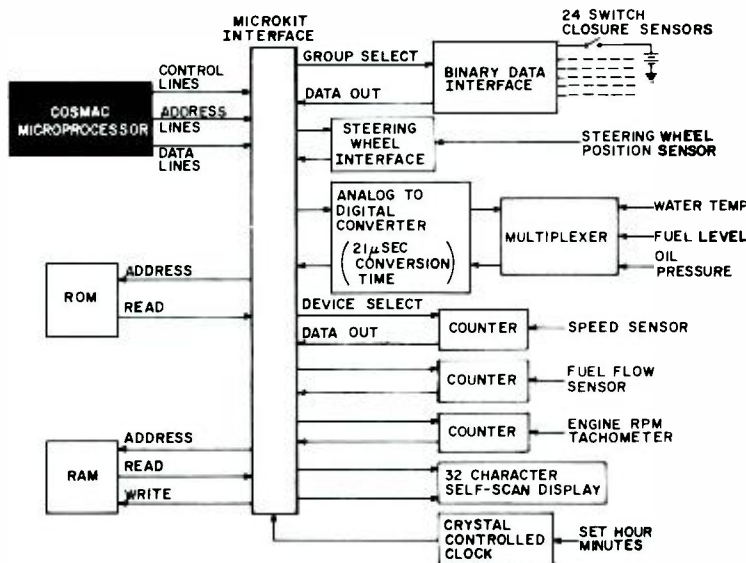 MICROKIT
INTERFACE
24 SWITCH
CLOSURE SENSORS
GROUP SELECT
BINARY DATA
INTERFACE
DATA OUT
CONTROL
LINES
COSMAC
MICROPROCESSOR
ADDRESS
LINES
DATA
LINES
STEERING
WHEEL
INTERFACE
STEERING WHEEL
POSITION SENSOR
ANALOG TO
DIGITAL
CONVERTER
(21μSEC
CONVERSION
TIME)
MULTIPLEXER
WATER TEMP
FUEL LEVEL
OIL
PRESSURE
ROM
ADDRESS
READ
DEVICE SELECT
DATA OUT
COUNTER
SPEED SENSOR
COUNTER
FUEL FLOW
SENSOR
COUNTER
ENGINE RPM
TACHOMETER
RAM
ADDRESS
READ
WRITE
32 CHARACTER
SELF-SCAN DISPLAY
CRYSTAL
CONTROLLED
CLOCK
SET HOUR
MINUTES